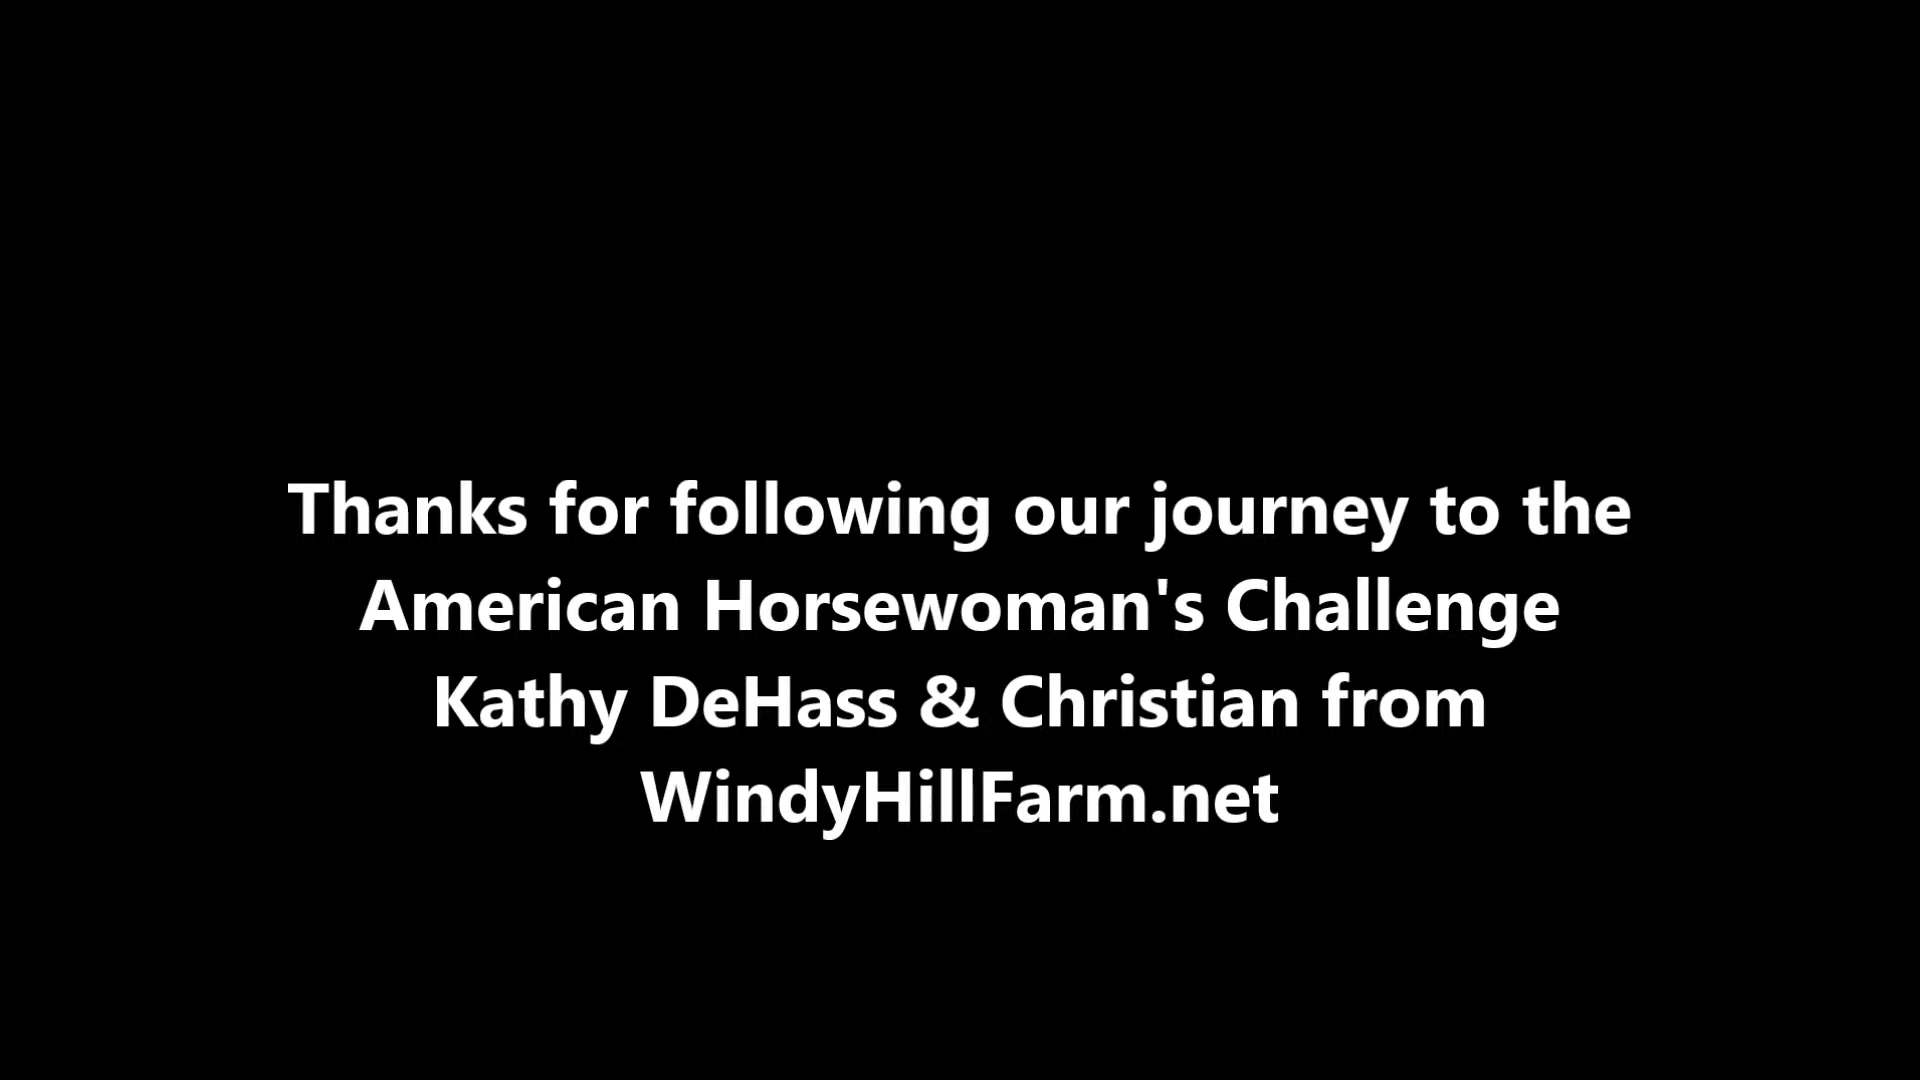 Thanks for following our journey to the
American Horsewoman's Challenge
Kathy DeHass & Christian from
WindyHillFarm.net